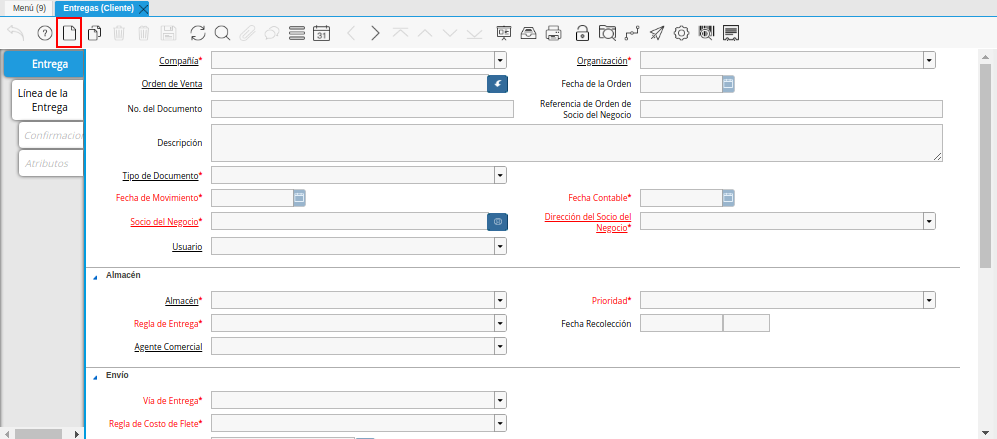 Menú (9)
Entregas (Cliente)
31
Entrega
Línea de la
Entrega
Confirmacio
Atributos
Compañía*
Organización*
Orden de Venta
Fecha de la Orden
No. del Documento
Referencia de Orden de
Socio del Negocio
Descripción
Tipo de Documento*
Fecha de Movimiento*
Fecha Contable*
Socio del Negocio*
Dirección del Socio del
Negocio*
Usuario
Almacén
Almacén*
Prioridad*
Regla de Entrega*
Fecha Recolección
Agente Comercial
Envío
Vía de Entrega*
Regla de Costo de Flete*